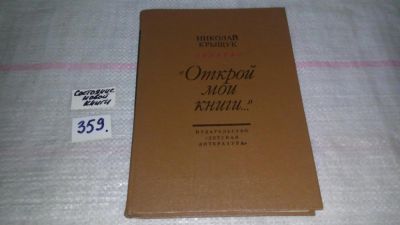 НИКОЛАЙ
КРЫЩУК
"Открой
мои
книги..."
ИЗДАТЕЛЬСТВО
"ДЕТСКАЯ
ЛИТЕРАТУРА"
Состояние
новой
книги
359.